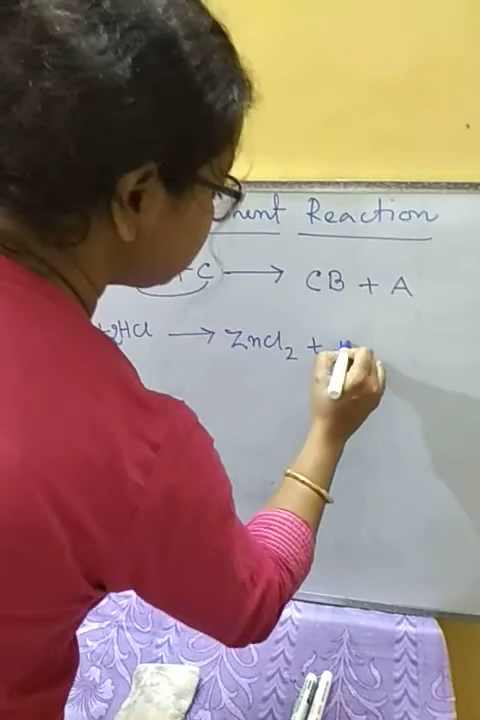 ment Reaction
+C ⟶ CB + A
+2HCl ⟶ ZnCl₂ +